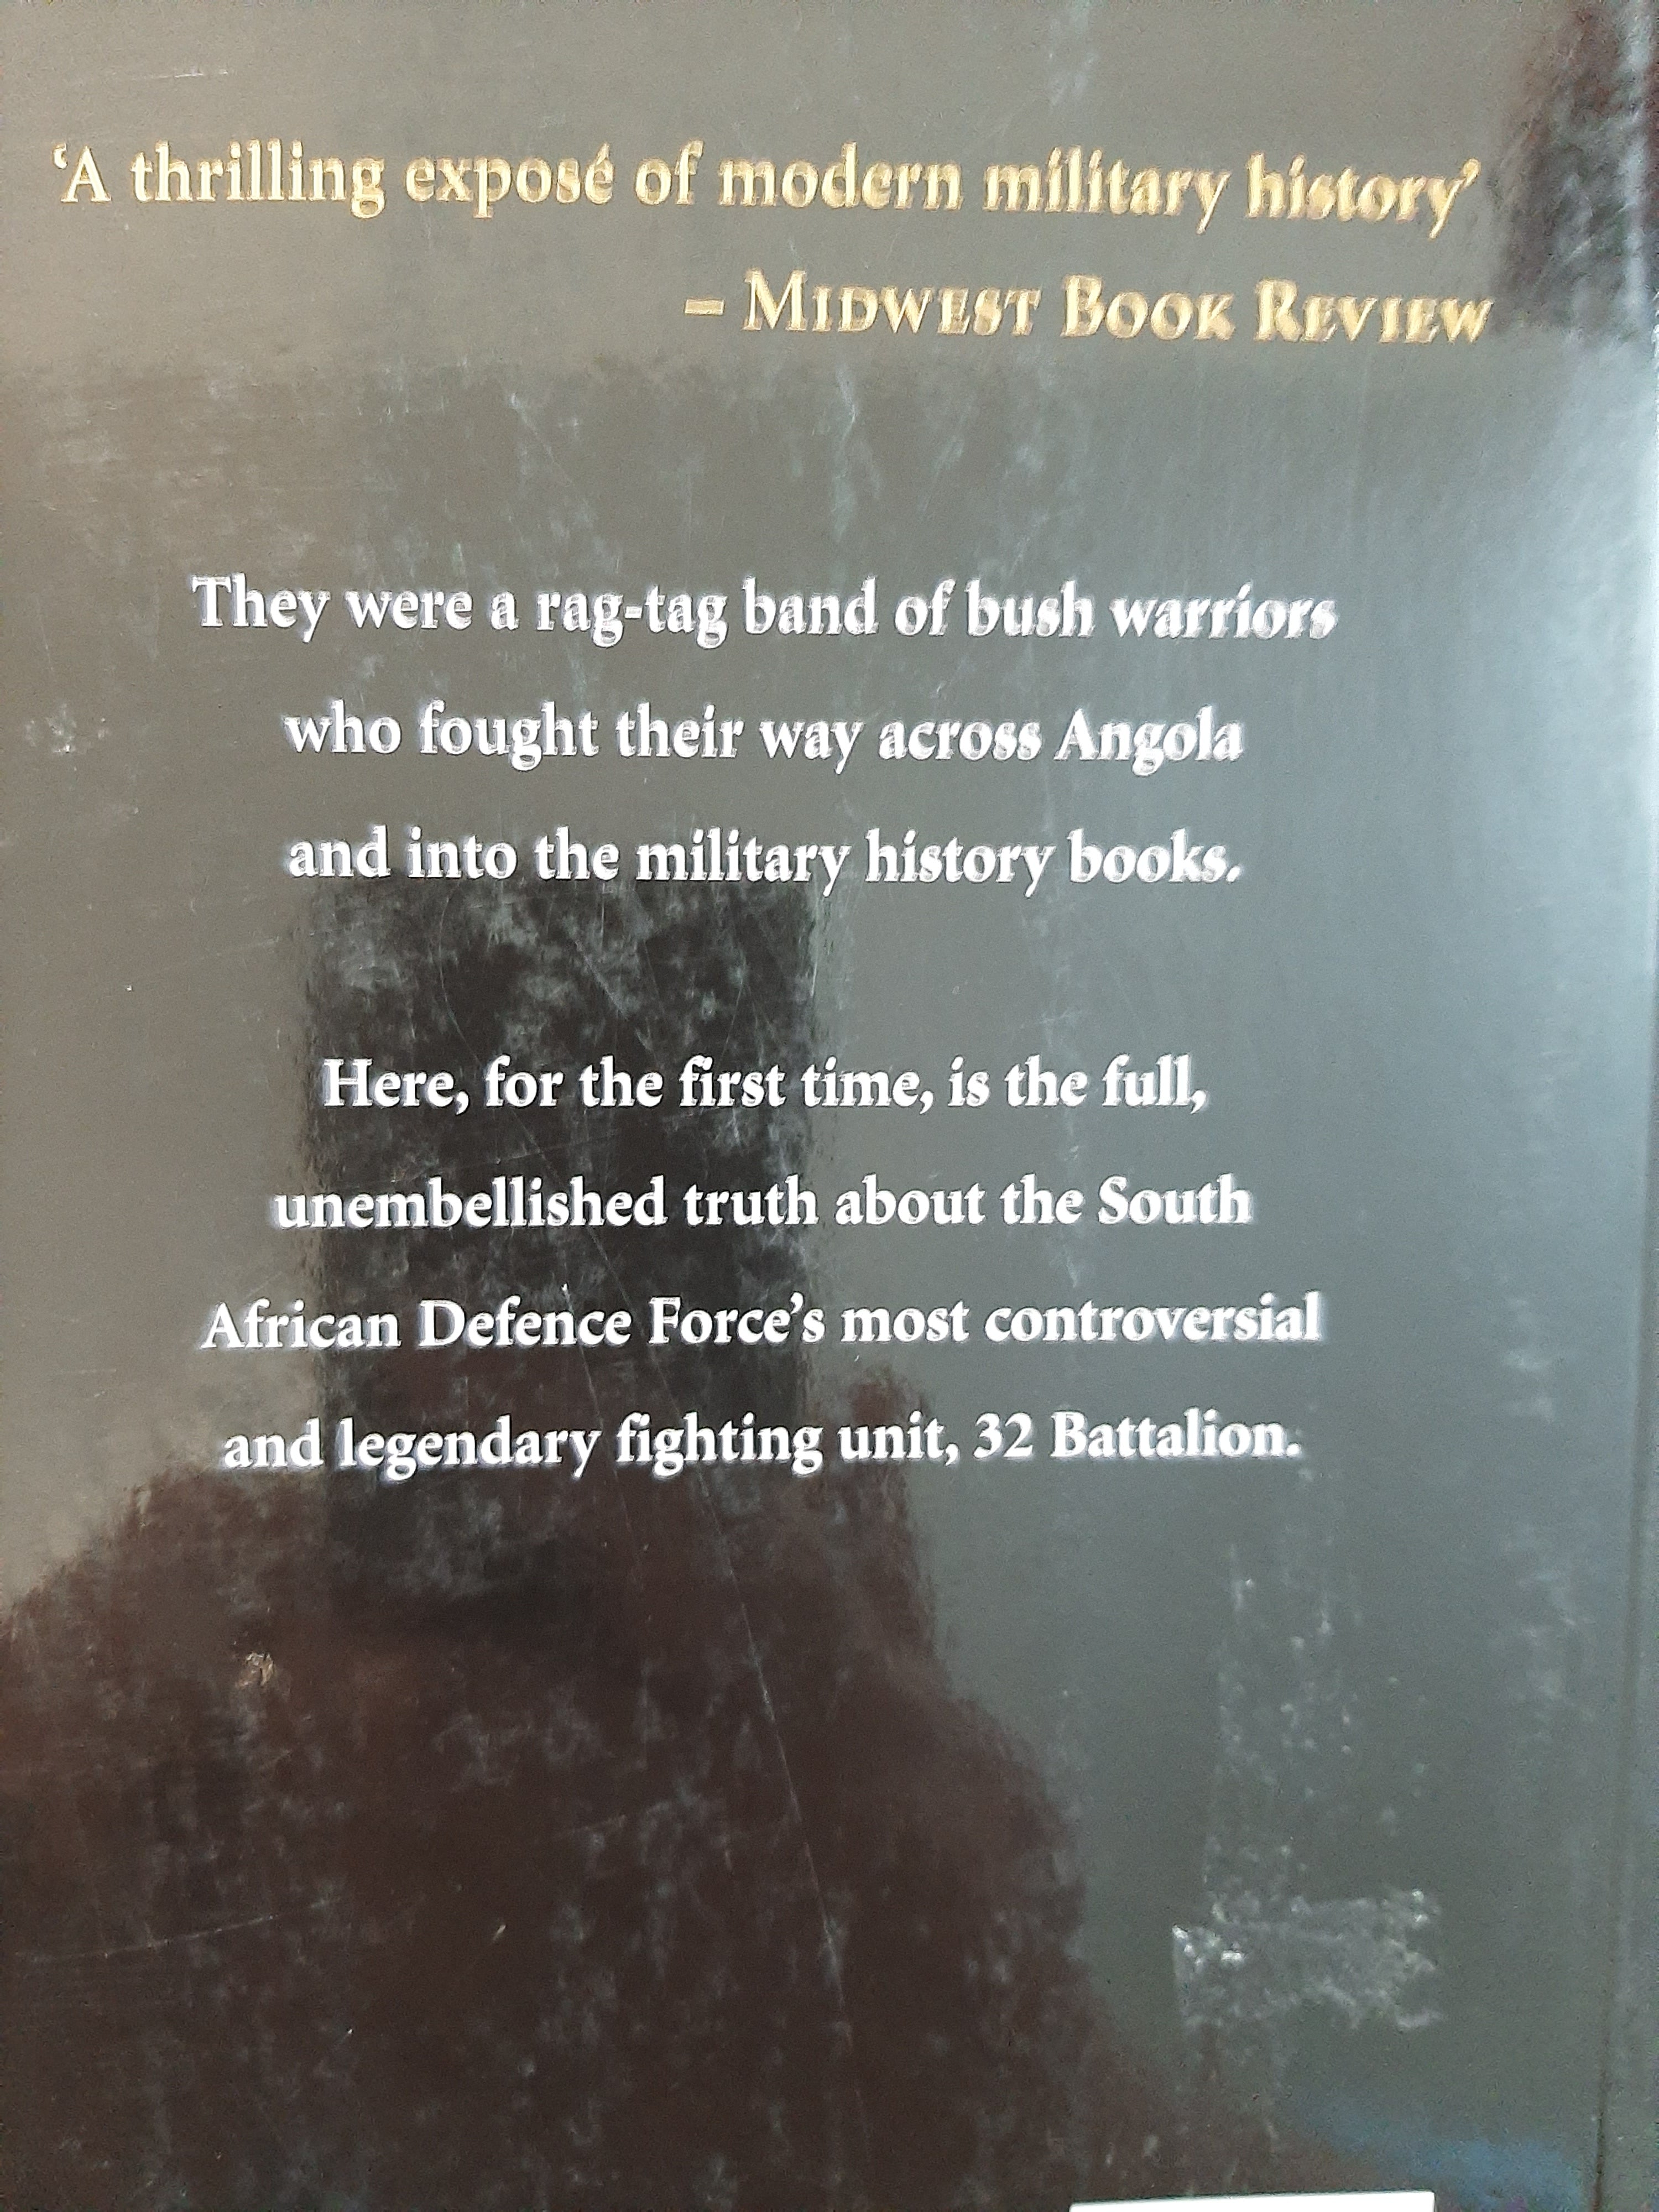 ‘A thrilling exposé of modern military history’
– MIDWEST BOOK REVIEW
They were a rag-tag band of bush warriors
who fought their way across Angola
and into the military history books.
Here, for the first time, is the full,
unembellished truth about the South
African Defence Force’s most controversial
and legendary fighting unit, 32 Battalion.